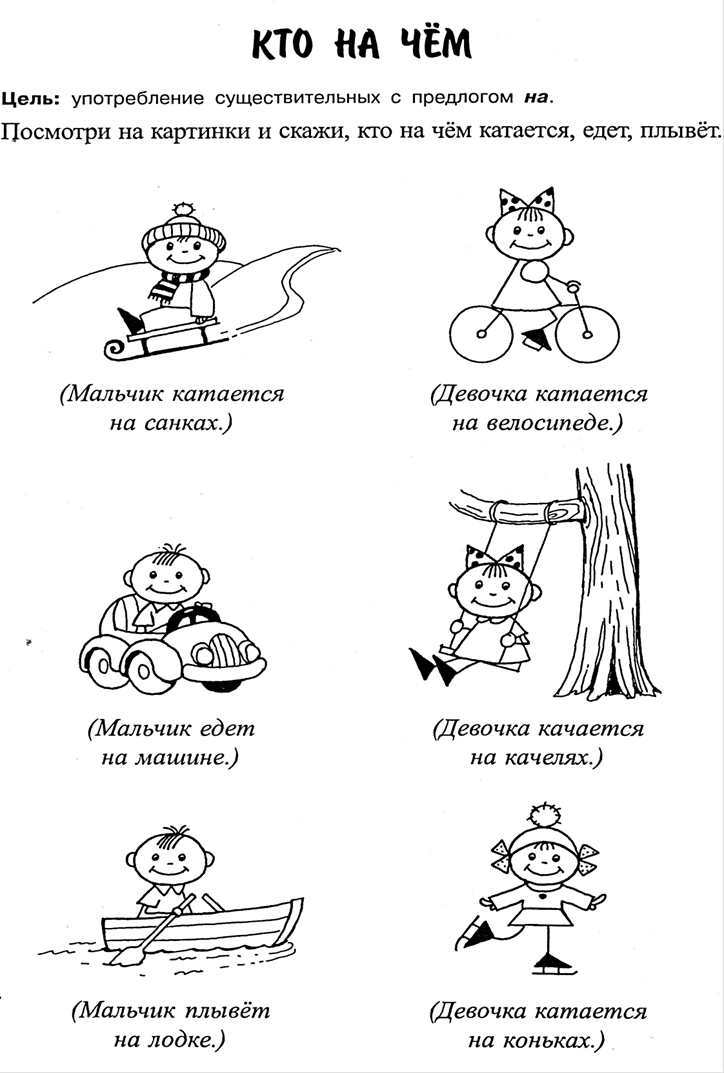 КТО НА ЧЁМ
Цель: употребление существительных с предлогом на.
Посмотри на картинки и скажи, кто на чём катается, едет, плывёт.
(Мальчик катается
на санках.)
(Девочка катается
на велосипеде.)
(Мальчик едет
на машине.)
(Девочка качается
на качелях.)
(Мальчик плывёт
на лодке.)
(Девочка катается
на коньках.)